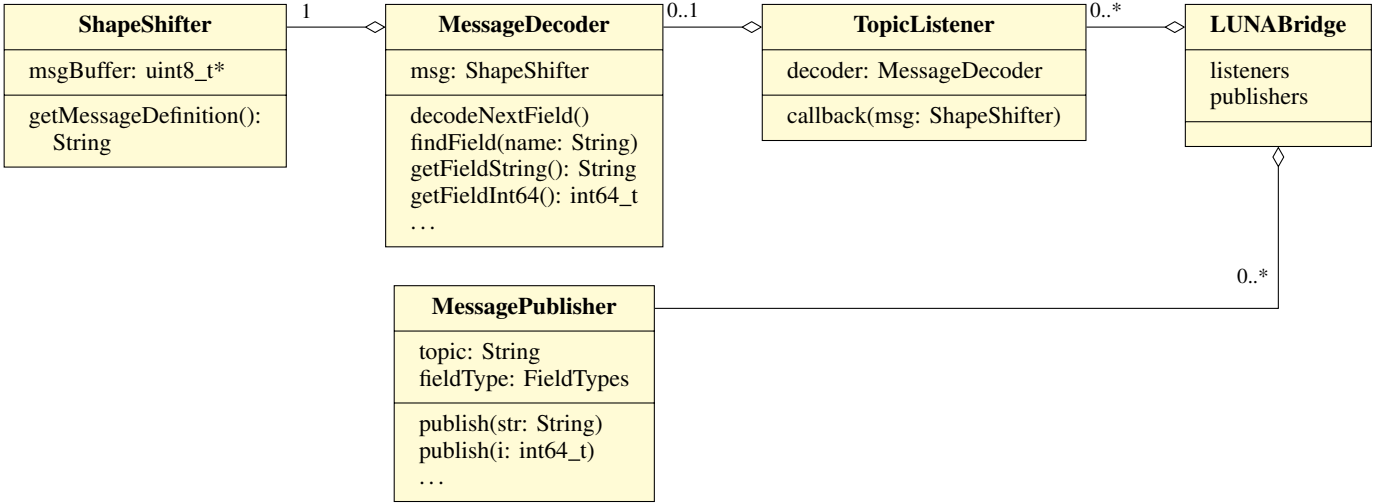 ShapeShifter
msgBuffer: uint8_t*
getMessageDefinition():
String
1
MessageDecoder
msg: ShapeShifter
decodeNextField()
findField(name: String)
getFieldString(): String
getFieldInt64(): int64_t
...
0..1
TopicListener
decoder: MessageDecoder
callback(msg: ShapeShifter)
0..*
LUNABridge
listeners
publishers
0..*
MessagePublisher
topic: String
fieldType: FieldTypes
publish(str: String)
publish(i: int64_t)
...